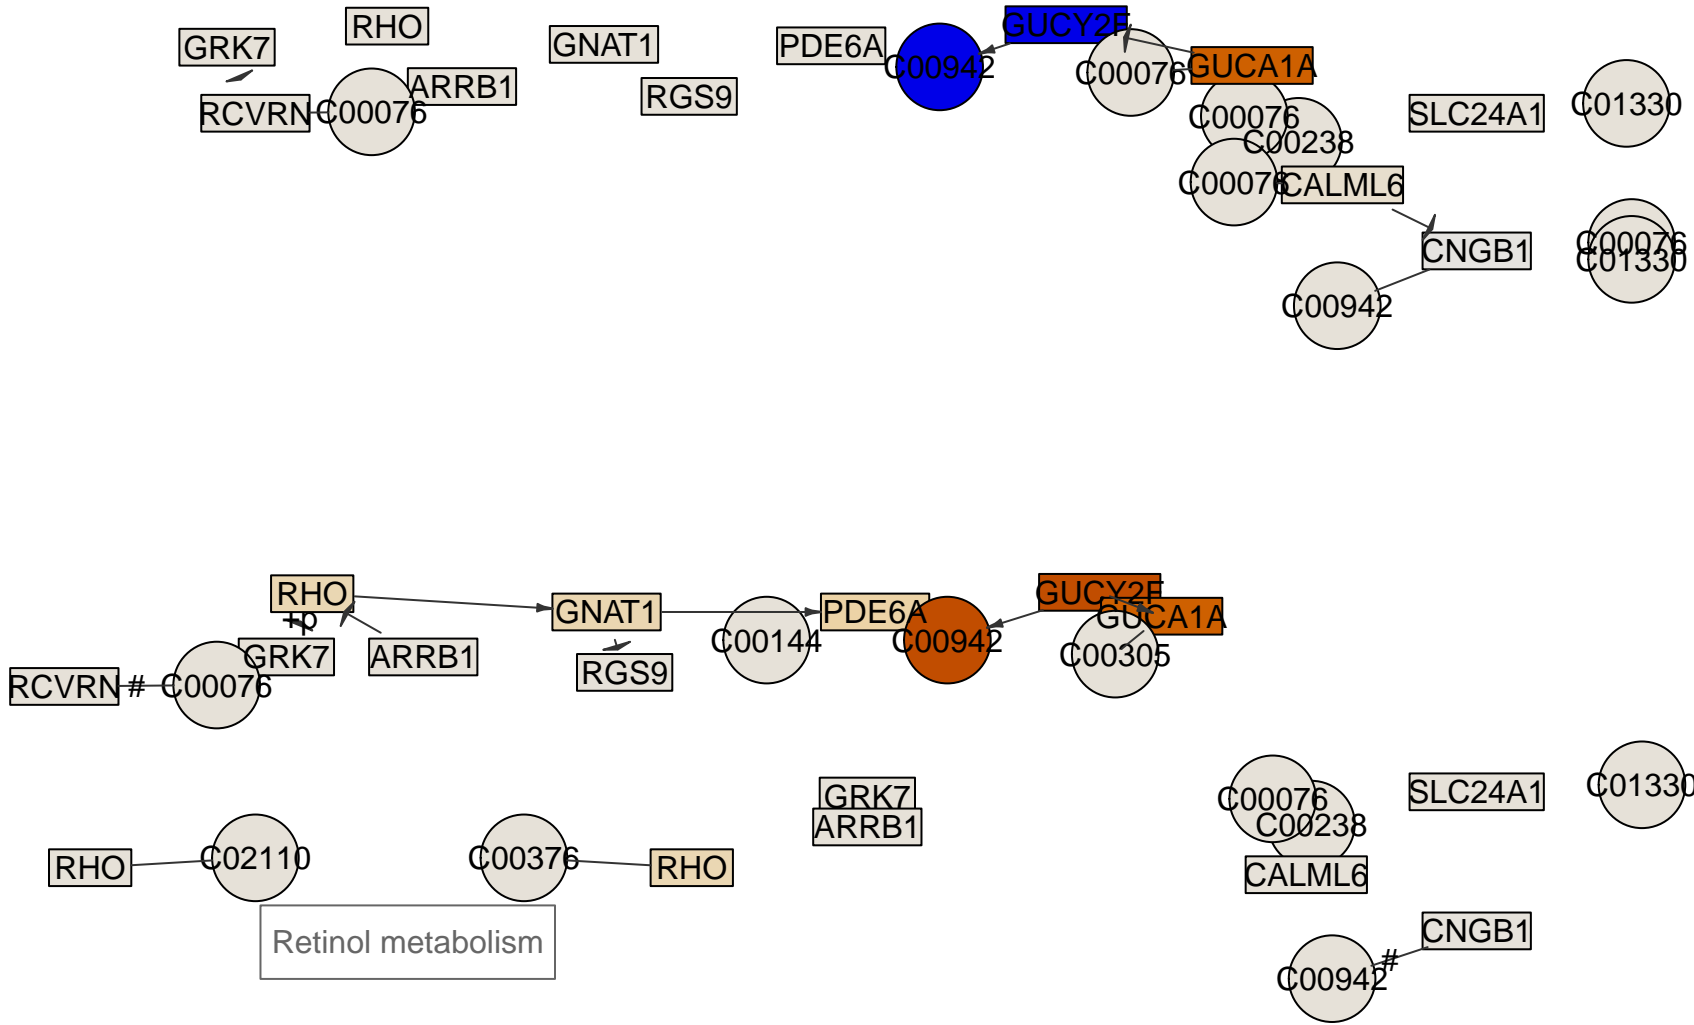 RHO
GRK7
GNAT1
PDE6A
GUCY2F
C00942
C00076
GUCA1A
ARRB1
RGS9
RCVRN
C00076
C00076
C00238
SLC24A1
C01330
C00076
CALML6
CNGB1
C00076
C01330
C00942
RHO
+p
GNAT1
PDE6A
GUCY2F
GUCA1A
GRK7
ARRB1
RGS9
C00144
C00942
C00305
RCVRN
#
C00076
GRK7
ARRB1
C00076
C00238
SLC24A1
C01330
RHO
C02110
C00376
RHO
CALML6
Retinol metabolism
CNGB1
#
C00942